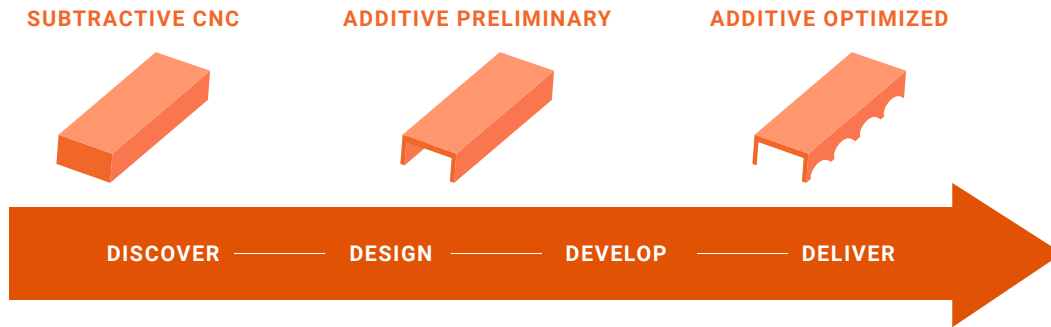 SUBTRACTIVE CNC
ADDITIVE PRELIMINARY
ADDITIVE OPTIMIZED
DISCOVER
DESIGN
DEVELOP
DELIVER